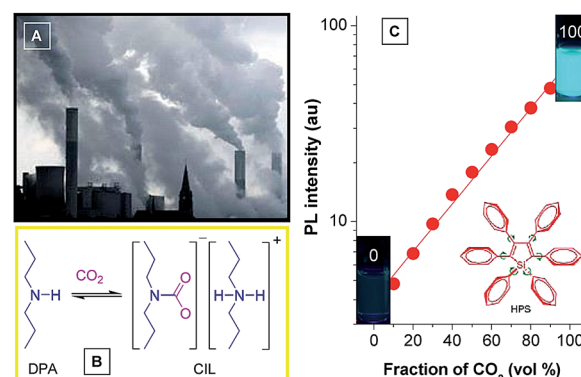 A
CO₂
N H
N
O
O
−
H N H
+
DPA
B
CIL
C
PL intensity (au)
100
10
0
100
Si
HPS
0 20 40 60 80 100
Fraction of CO₂ (vol %)